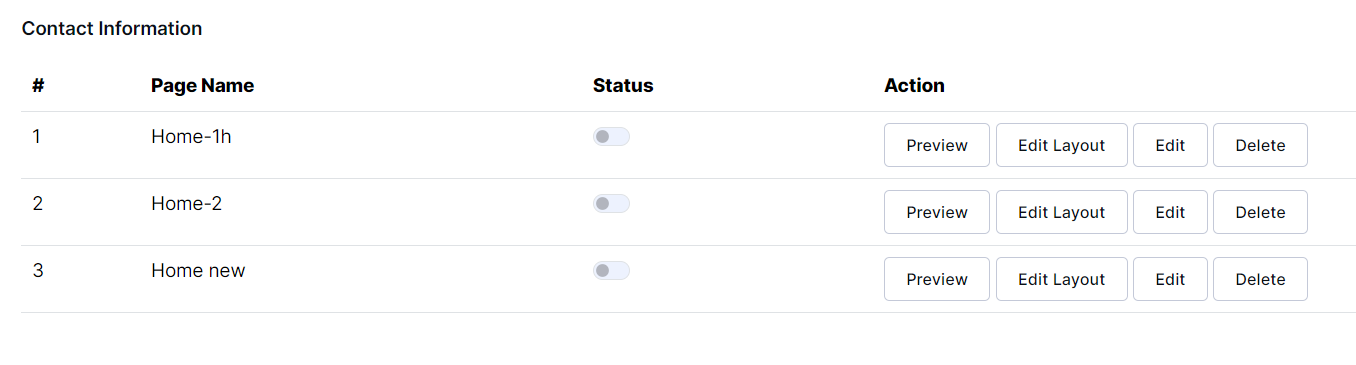 Contact Information
# Page Name Status Action
1 Home-1h Preview Edit Layout Edit Delete
2 Home-2 Preview Edit Layout Edit Delete
3 Home new Preview Edit Layout Edit Delete